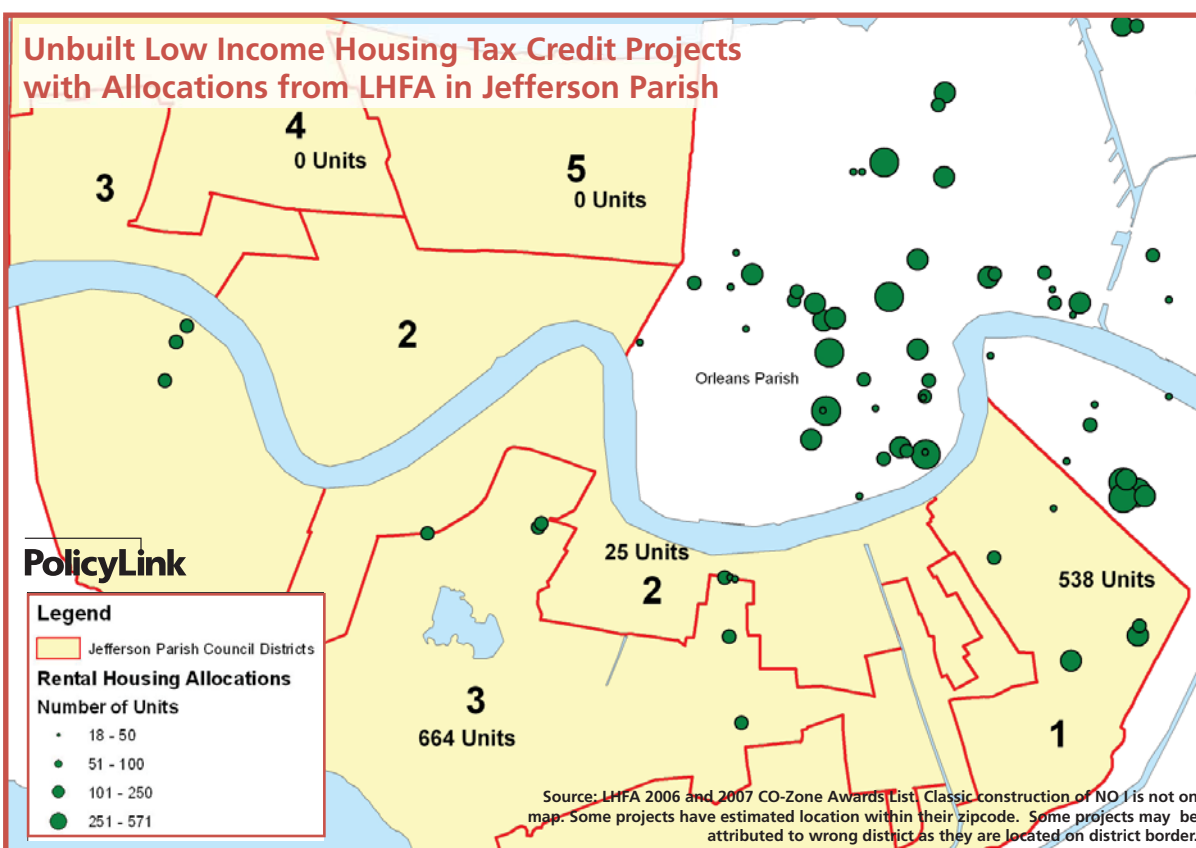 Unbuilt Low Income Housing Tax Credit Projects
with Allocations from LHFA in Jefferson Parish
4
0 Units
5
0 Units
3
2
Orleans Parish
25 Units
2
538 Units
3
664 Units
1
PolicyLink
Legend
Jefferson Parish Council Districts
Rental Housing Allocations
Number of Units
18 - 50
51 - 100
101 - 250
251 - 571
Source: LHFA 2006 and 2007 CO-Zone Awards List. Classic construction of NO I is not on
map. Some projects have estimated location within their zipcode. Some projects may be
attributed to wrong district as they are located on district border.